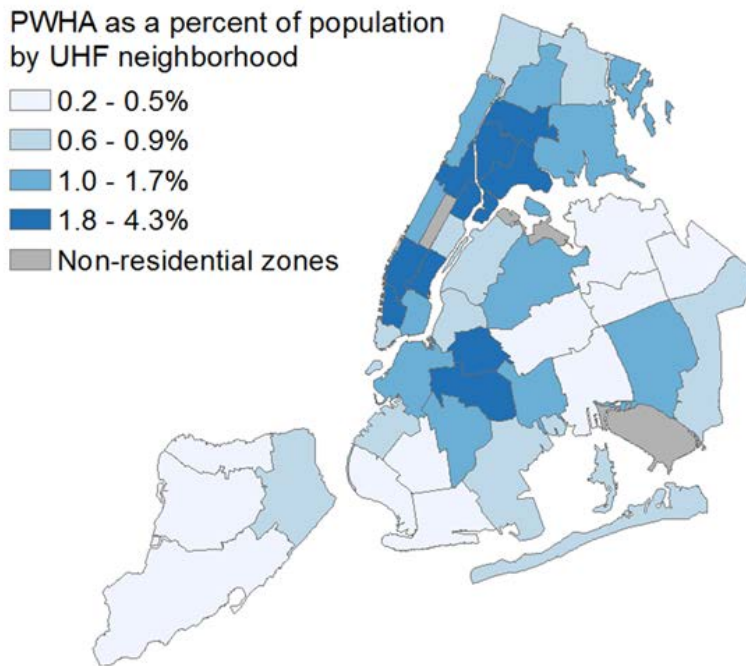 PWHA as a percent of population
by UHF neighborhood
0.2 - 0.5%
0.6 - 0.9%
1.0 - 1.7%
1.8 - 4.3%
Non-residential zones